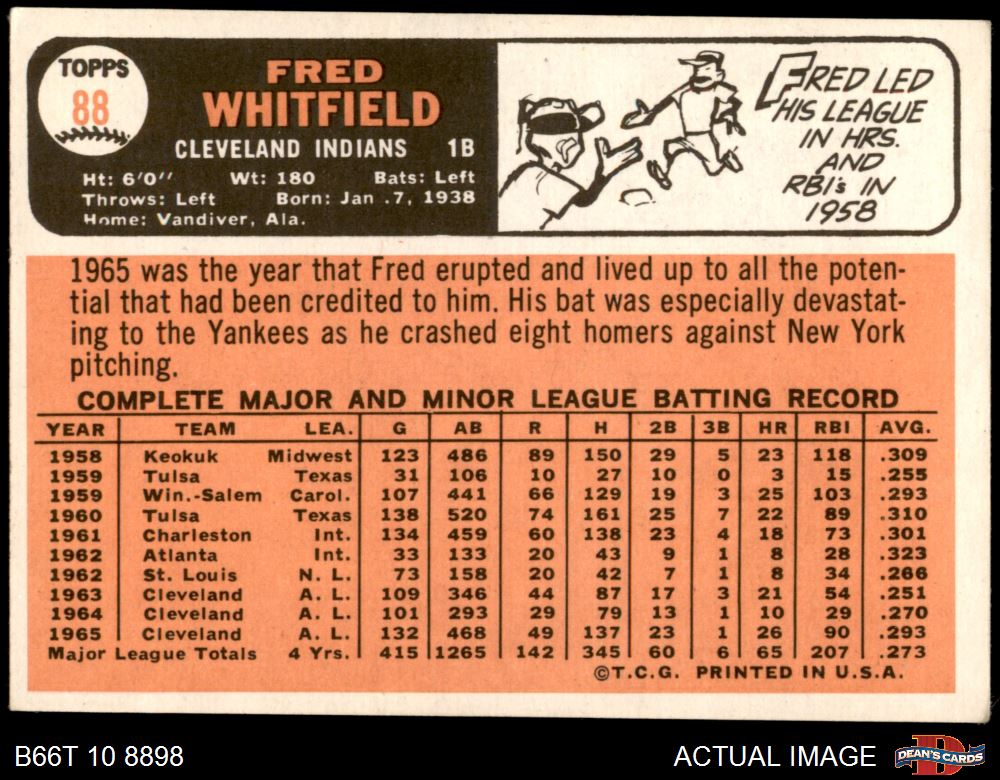 TOPPS
88
FRED
WHITFIELD
CLEVELAND INDIANS 1B
Ht: 6'0" Wt: 180 Bats: Left
Throws: Left Born: Jan .7, 1938
Home: Vandiver, Ala.
FRED LED
HIS LEAGUE
IN HRS.
AND
RBI's IN
1958
1965 was the year that Fred erupted and lived up to all the poten-
tial that had been credited to him. His bat was especially devastat-
ing to the Yankees as he crashed eight homers against New York
pitching.
COMPLETE MAJOR AND MINOR LEAGUE BATTING RECORD
YEAR TEAM LEA. G AB R H 2B 3B HR RBI AVG.
1958 Keokuk Midwest 123 486 89 150 29 5 23 118 .309
1959 Tulsa Texas 31 106 10 27 10 0 3 15 .255
1959 Win.-Salem Carol. 107 441 66 129 19 3 25 103 .293
1960 Tulsa Texas 138 520 74 161 25 7 22 89 .310
1961 Charleston Int. 134 459 60 138 23 4 18 73 .301
1962 Atlanta Int. 33 133 20 43 9 1 8 28 .323
1962 St. Louis N. L. 73 158 20 42 7 1 8 34 .266
1963 Cleveland A. L. 109 346 44 87 17 3 21 54 .251
1964 Cleveland A. L. 101 293 29 79 13 1 10 29 .270
1965 Cleveland A. L. 132 468 49 137 23 1 26 90 .293
Major League Totals 4 Yrs. 415 1265 142 345 60 6 65 207 .273
©T.C.G. PRINTED IN U.S.A.
B66T 10 8898 ACTUAL IMAGE
D
DEAN'S CARDS